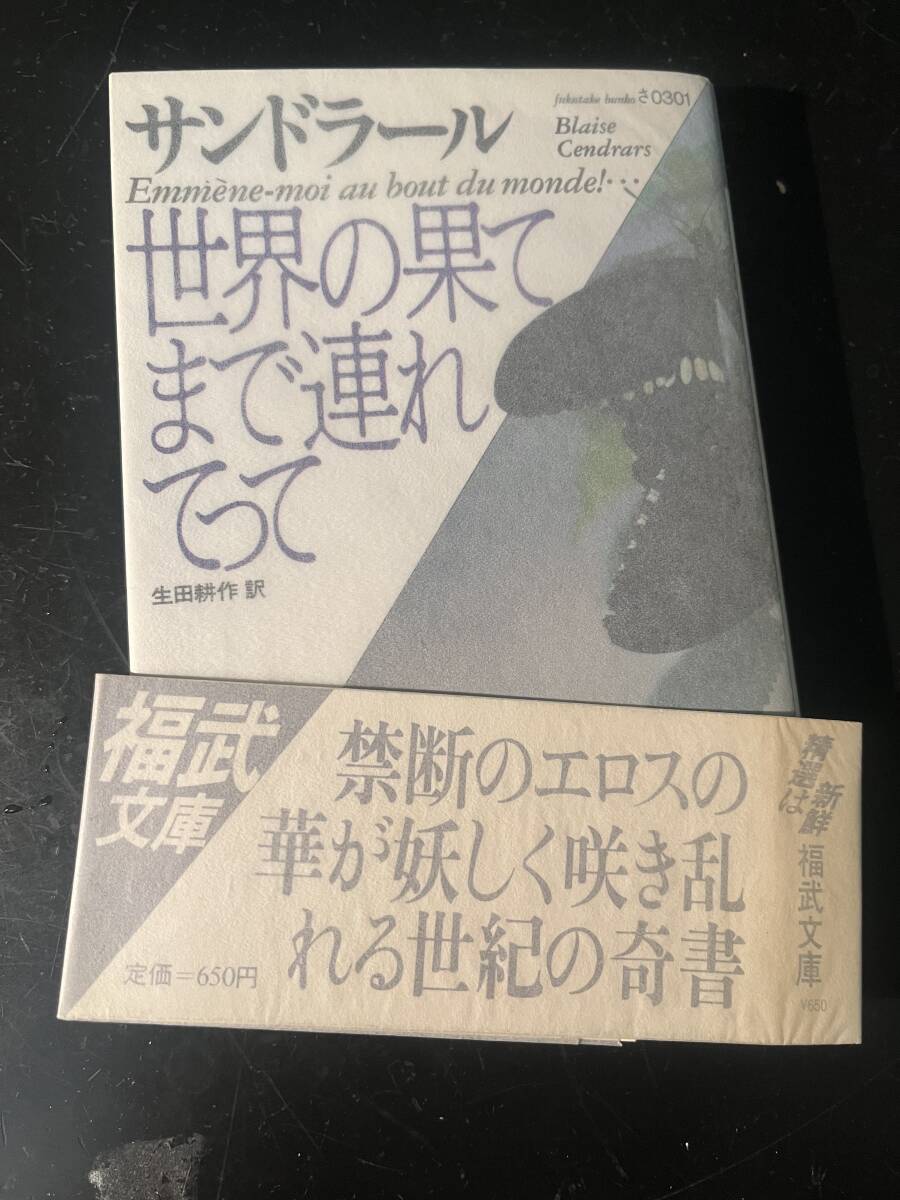 サンドラール
fukutake bunko さ0301
Blaise
Cendrars
Emmène-moi au bout du monde!...
世界の果て
まで連れ
てって
生田耕作 訳
福武
文庫
禁断のエロスの
華が妖しく咲き乱
れる世紀の奇書
定価=650円
新鮮
精選は
福武文庫
¥650